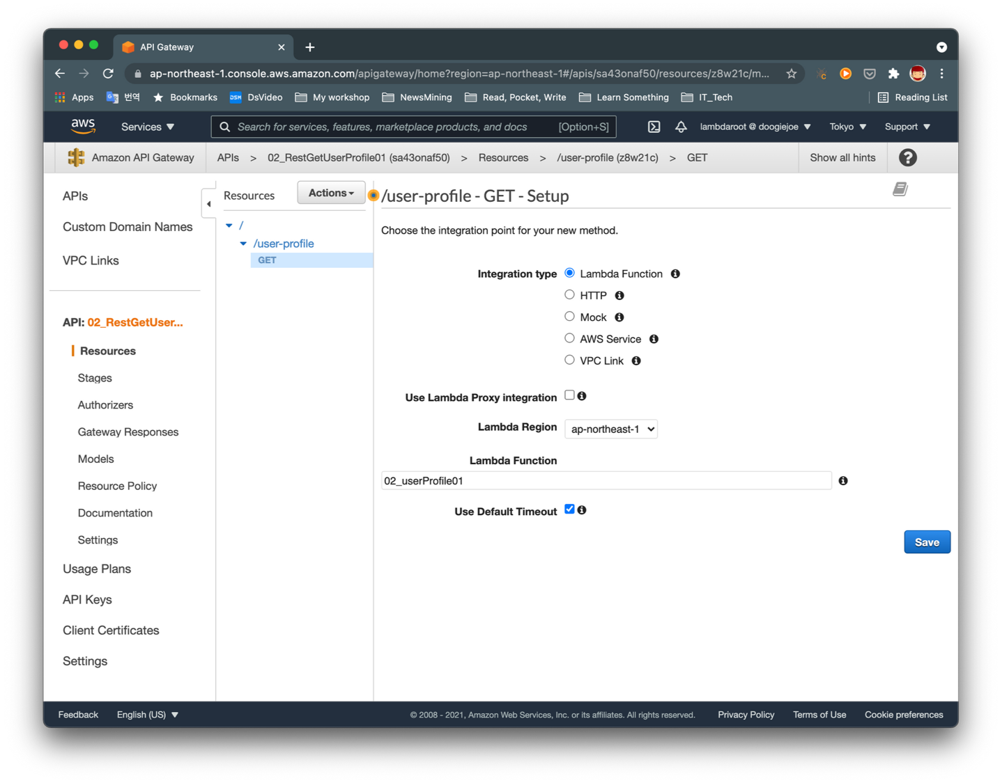 API Gateway
ap-northeast-1.console.aws.amazon.com/apigateway/home?region=ap-northeast-1#/apis/sa43onaf50/resources/z8w21c/m...
Apps 번역 Bookmarks DSM DsVideo My workshop NewsMining Read, Pocket, Write Learn Something IT_Tech Reading List
aws Services Search for services, features, marketplace products, and docs [Option+S] lambdaroot @ doogiejoe Tokyo Support
Amazon API Gateway APIs > 02_RestGetUserProfile01 (sa43onaf50) > Resources > /user-profile (z8w21c) > GET Show all hints
APIs
Custom Domain Names
VPC Links
API: 02_RestGetUser...
Resources
Stages
Authorizers
Gateway Responses
Models
Resource Policy
Documentation
Settings
Usage Plans
API Keys
Client Certificates
Settings
Resources Actions
/
/user-profile
GET
/user-profile - GET - Setup
Choose the integration point for your new method.
Integration type Lambda Function
HTTP
Mock
AWS Service
VPC Link
Use Lambda Proxy integration
Lambda Region ap-northeast-1
Lambda Function
02_userProfile01
Use Default Timeout
Save
Feedback English (US) © 2008 - 2021, Amazon Web Services, Inc. or its affiliates. All rights reserved. Privacy Policy Terms of Use Cookie preferences